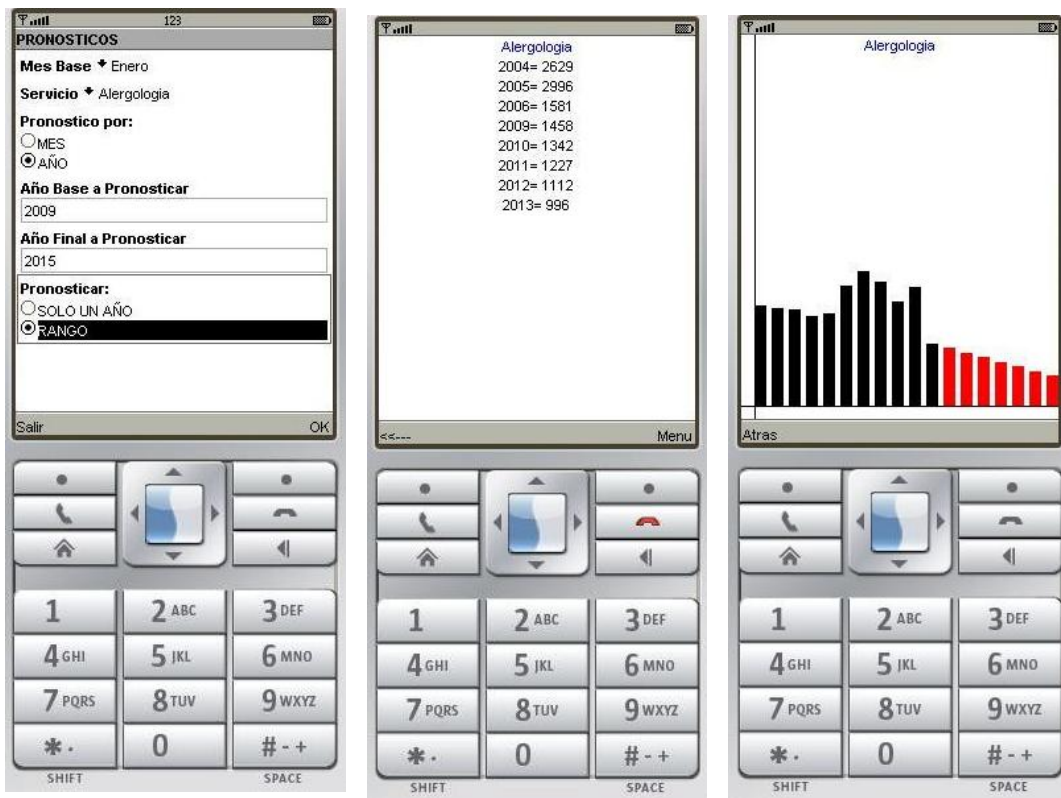 123
PRONOSTICOS
Mes Base Enero
Servicio Alergologia
Pronostico por:
MES
AÑO
Año Base a Pronosticar
2009
Año Final a Pronosticar
2015
Pronosticar:
SOLO UN AÑO
RANGO
Salir OK
1 2 ABC 3 DEF
4 GHI 5 JKL 6 MNO
7 PQRS 8 TUV 9 WXYZ
* . 0 # - +
SHIFT SPACE
Alergologia
2004= 2629
2005= 2996
2006= 1581
2009= 1458
2010= 1342
2011= 1227
2012= 1112
2013= 996
<<--- Menu
1 2 ABC 3 DEF
4 GHI 5 JKL 6 MNO
7 PQRS 8 TUV 9 WXYZ
* . 0 # - +
SHIFT SPACE
Alergologia
Atras
1 2 ABC 3 DEF
4 GHI 5 JKL 6 MNO
7 PQRS 8 TUV 9 WXYZ
* . 0 # - +
SHIFT SPACE